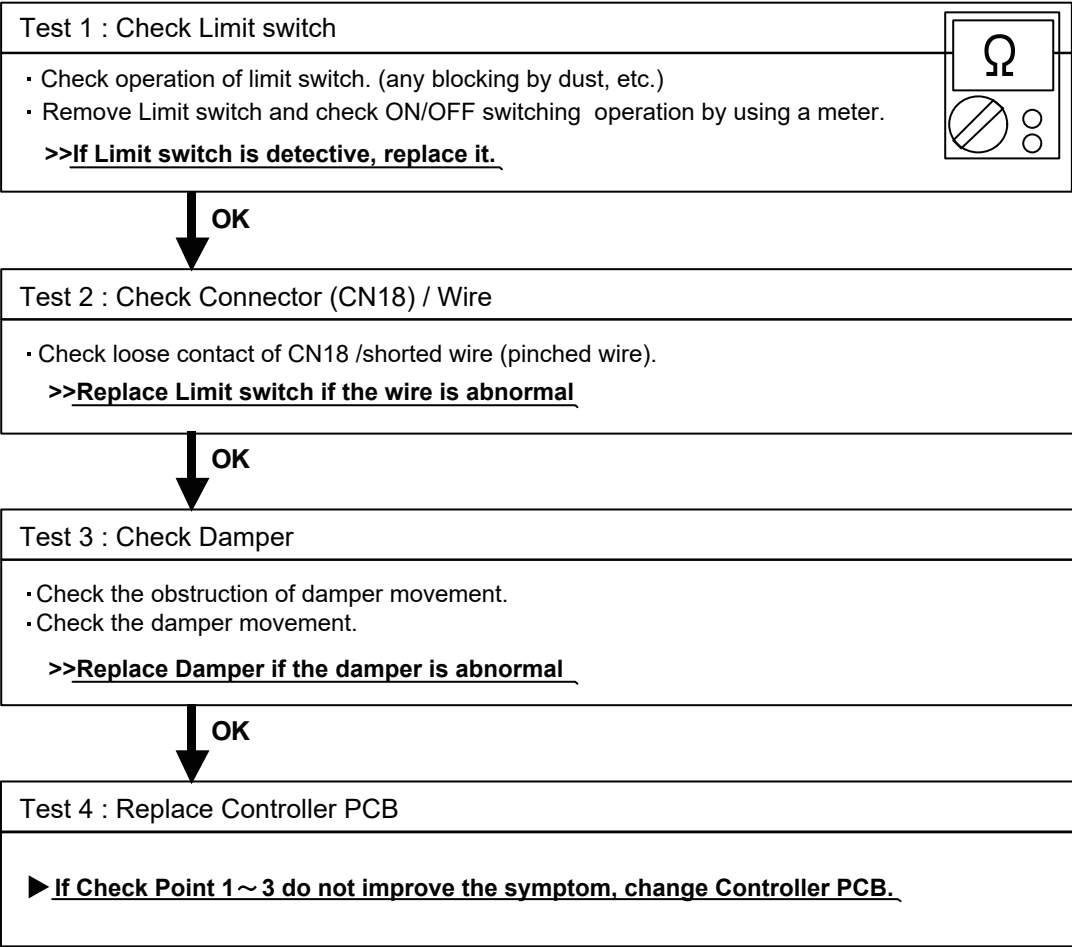 Test 1 : Check Limit switch
Ω
· Check operation of limit switch. (any blocking by dust, etc.)
· Remove Limit switch and check ON/OFF switching operation by using a meter.
>>If Limit switch is detective, replace it.
OK
Test 2 : Check Connector (CN18) / Wire
· Check loose contact of CN18 /shorted wire (pinched wire).
>>Replace Limit switch if the wire is abnormal
OK
Test 3 : Check Damper
· Check the obstruction of damper movement.
· Check the damper movement.
>>Replace Damper if the damper is abnormal
OK
Test 4 : Replace Controller PCB
▶ If Check Point 1～3 do not improve the symptom, change Controller PCB.